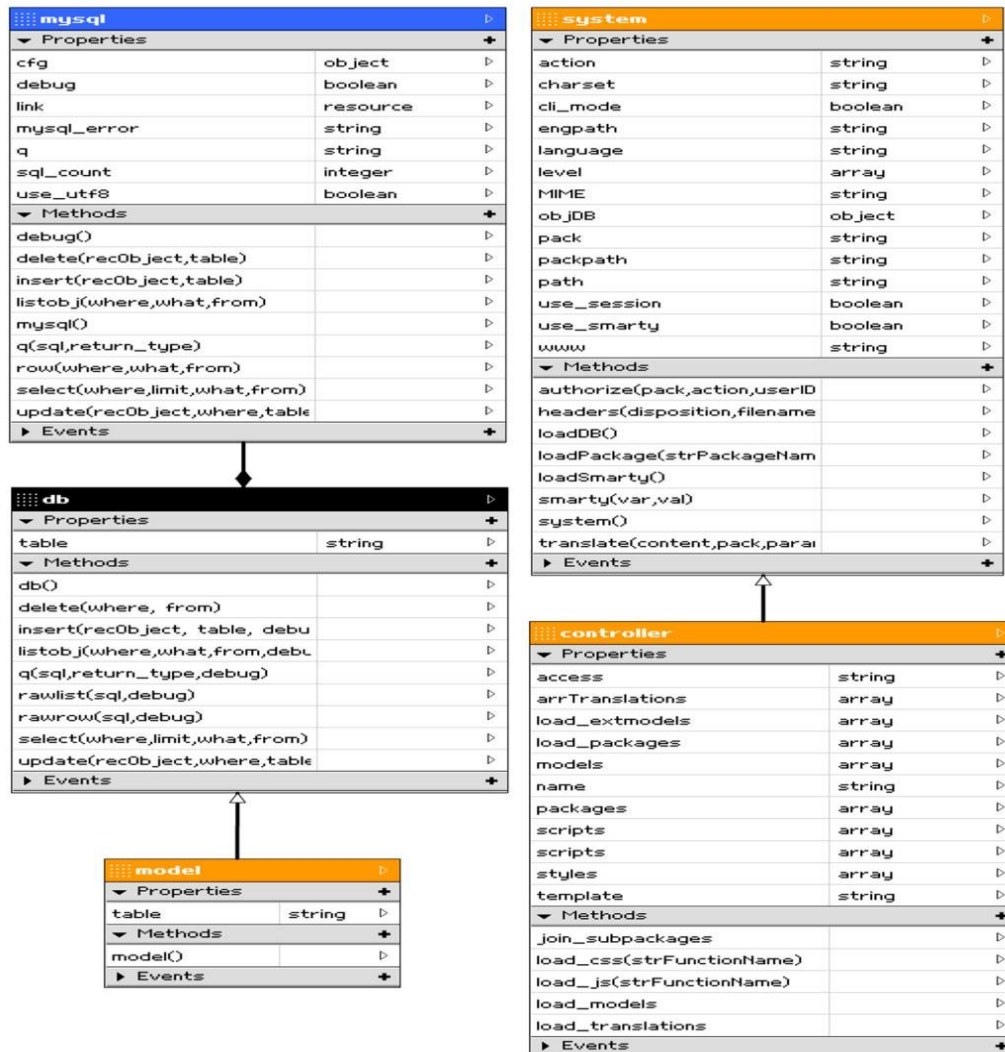 mysql
Properties
cfg object
debug boolean
link resource
mysql_error string
q string
sql_count integer
use_utf8 boolean
Methods
debug()
delete(recObject,table)
insert(recObject,table)
listobj(where,what,from)
mysql()
q(sql,return_type)
row(where,what,from)
select(where,limit,what,from)
update(recObject,where,table
Events
db
Properties
table string
Methods
db()
delete(where, from)
insert(recObject, table, debu
listobj(where,what,from,debu
q(sql,return_type,debug)
rawlist(sql,debug)
rawrow(sql,debug)
select(where,limit,what,from)
update(recObject,where,table
Events
model
Properties
table string
Methods
model()
Events
system
Properties
action string
charset string
cli_mode boolean
engpath string
language string
level array
MIME string
objDB object
pack string
packpath string
path string
use_session boolean
use_smarty boolean
www string
Methods
authorize(pack,action,userID
headers(disposition,filename
loadDB()
loadPackage(strPackageNam
loadSmarty()
smarty(var,val)
system()
translate(content,pack,parai
Events
controller
Properties
access string
arrTranslations array
load_extmodels array
load_packages array
models array
name string
packages array
scripts array
scripts array
styles array
template string
Methods
join_subpackages
load_css(strFunctionName)
load_js(strFunctionName)
load_models
load_translations
Events